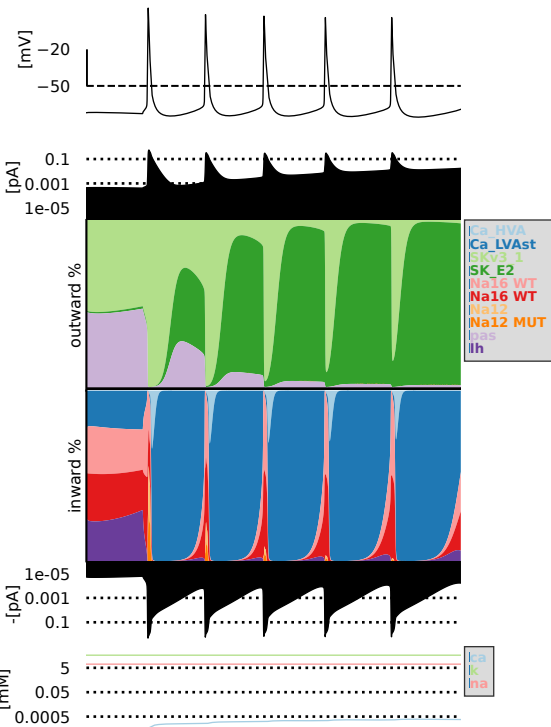 [mV]
−20
−50
[pA]
0.1
0.001
1e-05
outward %
Ca_HVA
Ca_LVAst
SKv3_1
SK_E2
Na16 WT
Na16 WT
Na12
Na12 MUT
pas
Ih
inward %
-[pA]
1e-05
0.001
0.1
[mM]
5
0.05
0.0005
ca
k
na